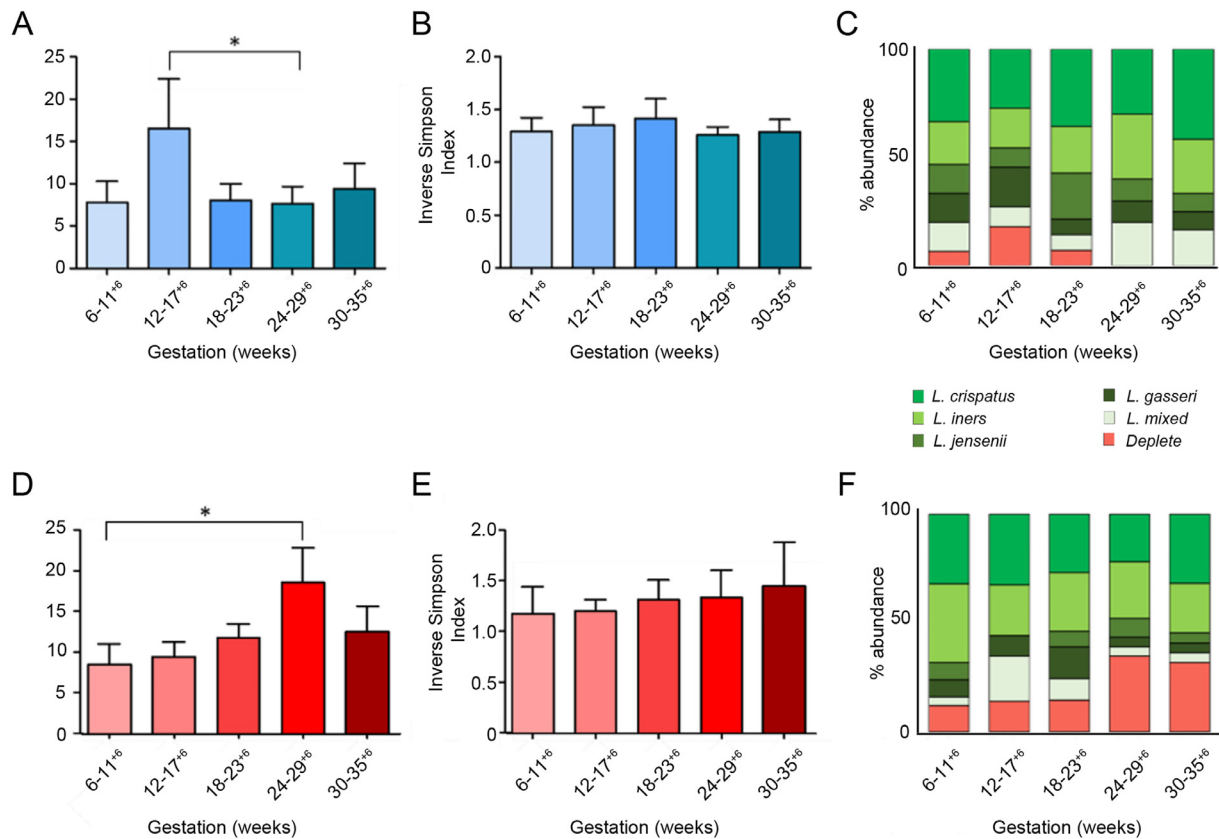 A
25
20
15
10
5
0
*
6-11+6
12-17+6
18-23+6
24-29+6
30-35+6
Gestation (weeks)
B
Inverse Simpson
Index
2.0
1.5
1.0
0.5
0
6-11+6
12-17+6
18-23+6
24-29+6
30-35+6
Gestation (weeks)
C
% abundance
100
50
0
6-11+6
12-17+6
18-23+6
24-29+6
30-35+6
Gestation (weeks)
L. crispatus
L. iners
L. jensenii
L. gasseri
L. mixed
Deplete
D
25
20
15
10
5
0
*
6-11+6
12-17+6
18-23+6
24-29+6
30-35+6
Gestation (weeks)
E
Inverse Simpson
Index
2.0
1.5
1.0
0.5
0.0
6-11+6
12-17+6
18-23+6
24-29+6
30-35+6
Gestation (weeks)
F
% abundance
100
50
0
6-11+6
12-17+6
18-23+6
24-29+6
30-35+6
Gestation (weeks)